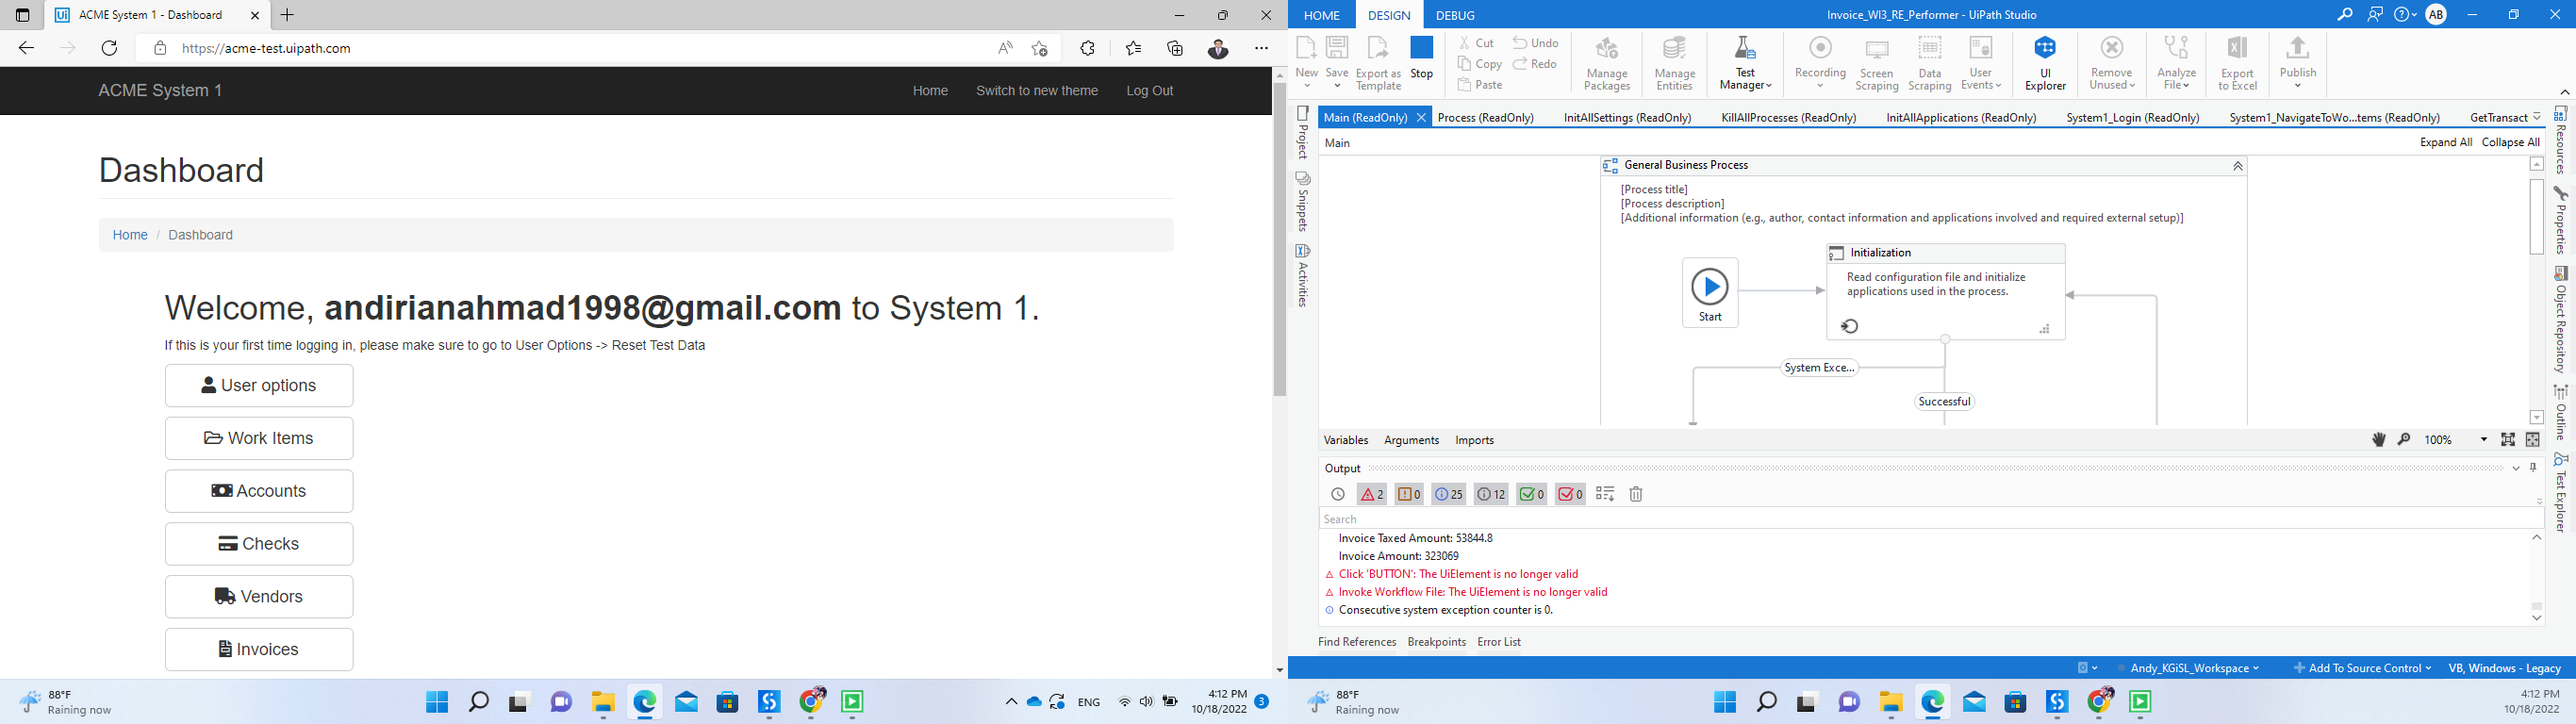 ACME System 1 - Dashboard
https://acme-test.uipath.com
ACME System 1
Home
Switch to new theme
Log Out
Dashboard
Home / Dashboard
Welcome, andirianahmad1998@gmail.com to System 1.
If this is your first time logging in, please make sure to go to User Options -> Reset Test Data
User options
Work Items
Accounts
Checks
Vendors
Invoices
88°F
Raining now
ENG
4:12 PM
10/18/2022
3
HOME
DESIGN
DEBUG
Invoice_WI3_RE_Performer - UiPath Studio
AB
New
Save
Export as Template
Stop
Cut
Copy
Paste
Undo
Redo
Manage Packages
Manage Entities
Test Manager
Recording
Screen Scraping
Data Scraping
User Events
UI Explorer
Remove Unused
Analyze File
Export to Excel
Publish
Project
Snippets
Activities
Main (ReadOnly)
Process (ReadOnly)
InitAllSettings (ReadOnly)
KillAllProcesses (ReadOnly)
InitAllApplications (ReadOnly)
System1_Login (ReadOnly)
System1_NavigateToWo...tems (ReadOnly)
GetTransact
Main
Expand All
Collapse All
General Business Process
[Process title]
[Process description]
[Additional information (e.g., author, contact information and applications involved and required external setup)]
Start
Initialization
Read configuration file and initialize
applications used in the process.
System Exce...
Successful
Variables
Arguments
Imports
100%
Output
2
0
25
12
0
0
Search
Invoice Taxed Amount: 53844.8
Invoice Amount: 323069
Click 'BUTTON': The UiElement is no longer valid
Invoke Workflow File: The UiElement is no longer valid
Consecutive system exception counter is 0.
Find References
Breakpoints
Error List
Resources
Properties
Object Repository
Outline
Test Explorer
Andy_KGiSL_Workspace
Add To Source Control
VB, Windows - Legacy
88°F
Raining now
4:12 PM
10/18/2022